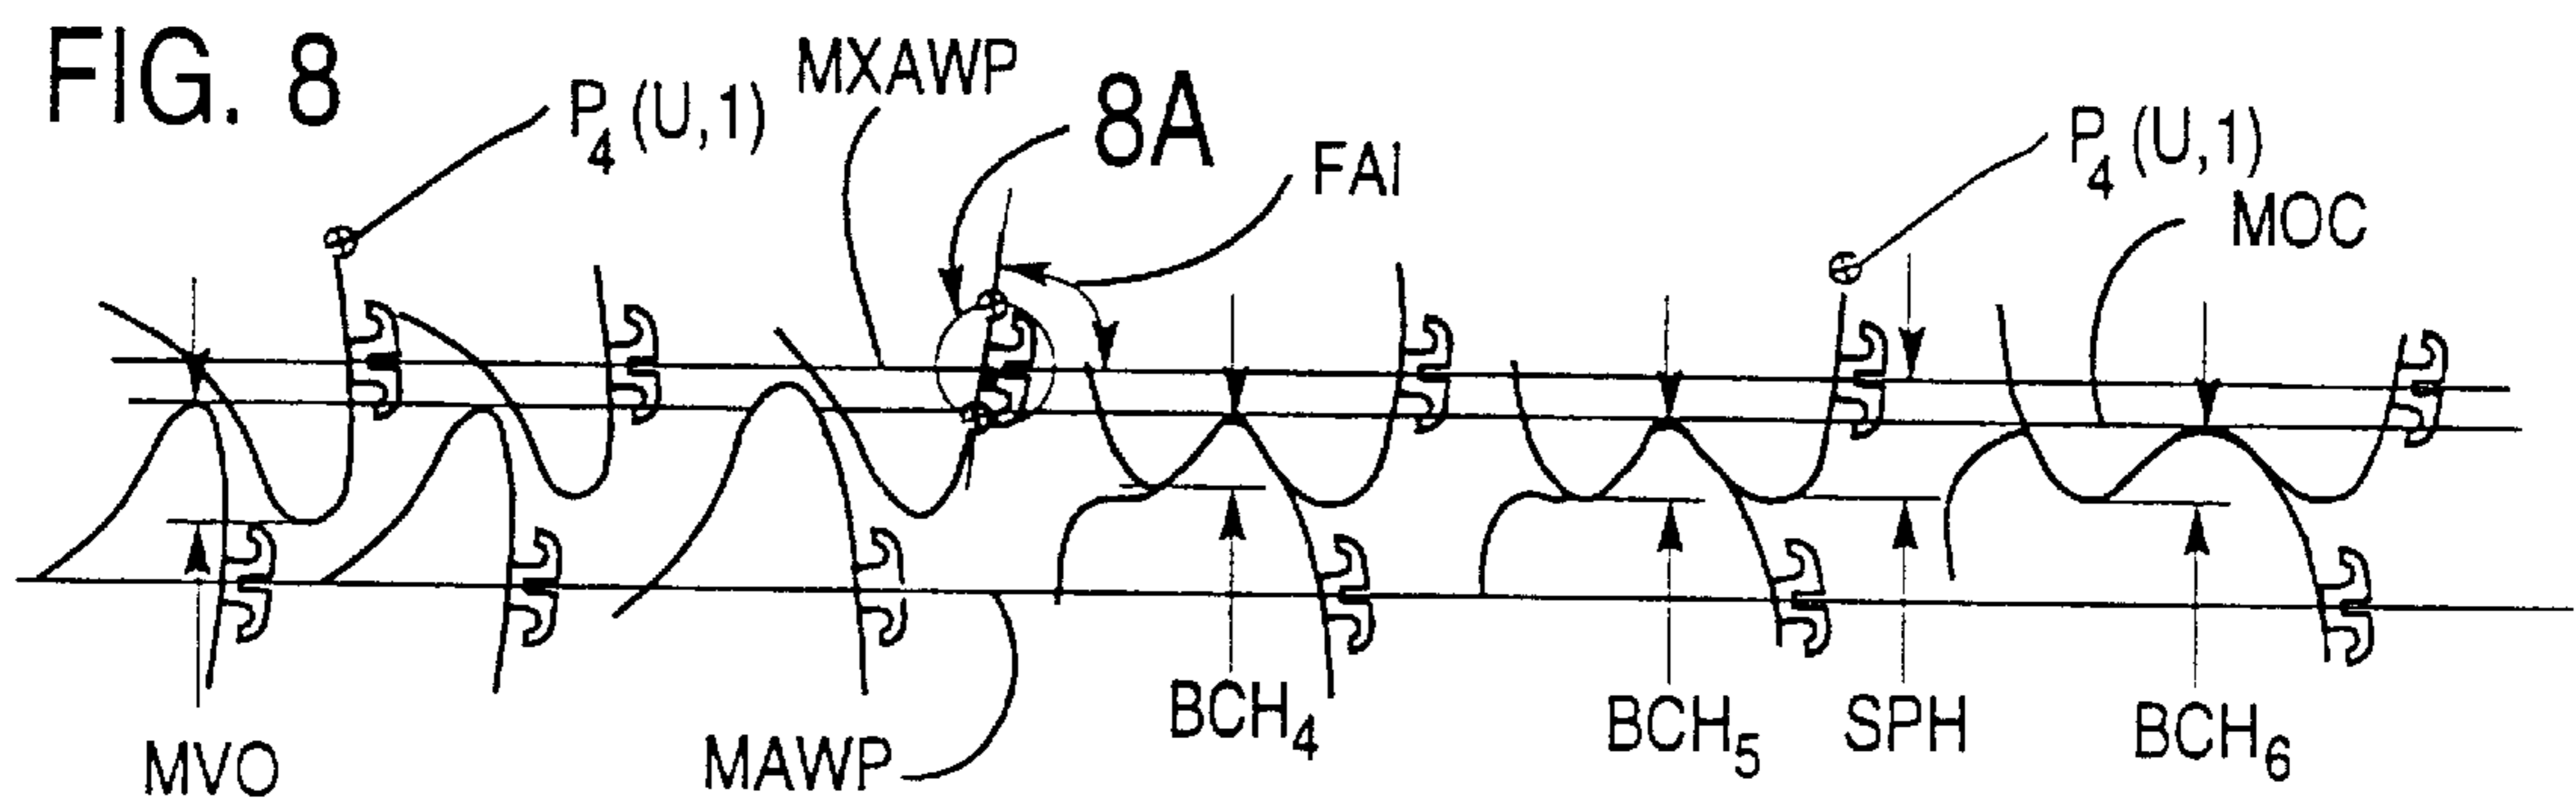 FIG. 8
P₄ (U,1)
MXAWP
8A
FAI
P₄ (U,1)
MOC
MVO
MAWP
BCH₄
BCH₅
SPH
BCH₆